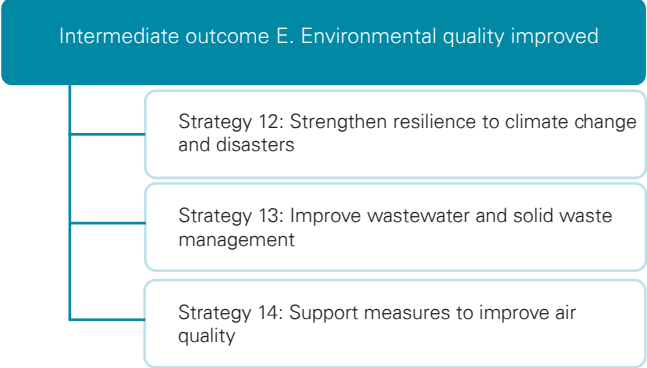 Intermediate outcome E. Environmental quality improved
Strategy 12: Strengthen resilience to climate change
and disasters
Strategy 13: Improve wastewater and solid waste
management
Strategy 14: Support measures to improve air
quality